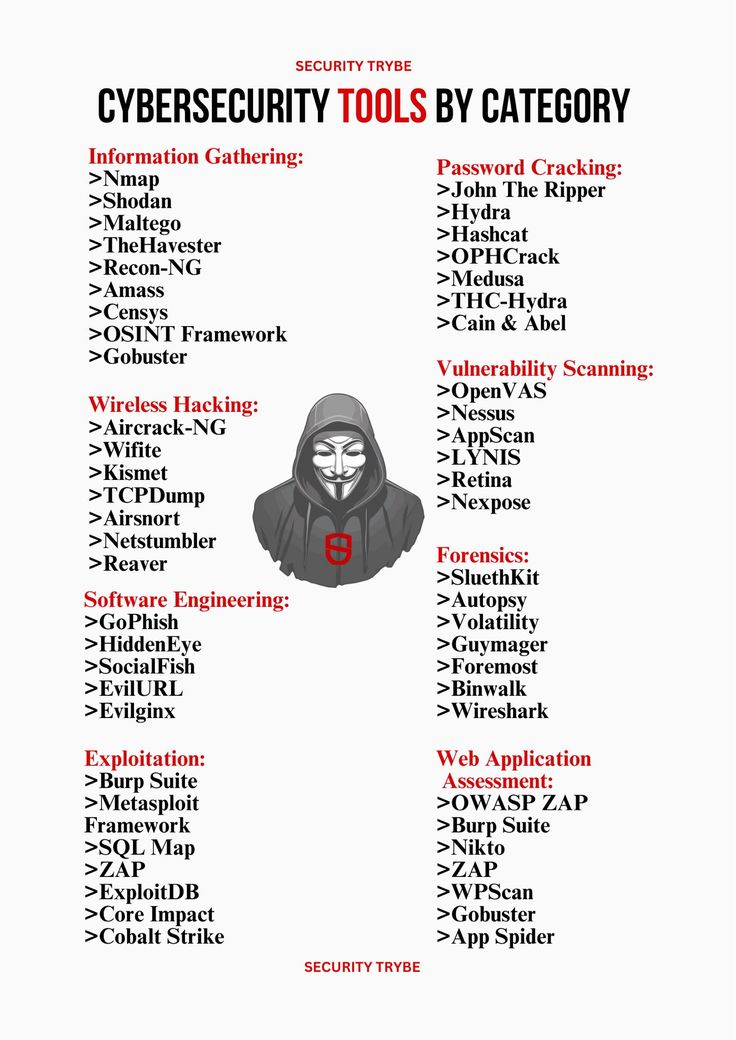 SECURITY TRYBE
CYBERSECURITY TOOLS BY CATEGORY
Information Gathering:
>Nmap
>Shodan
>Maltego
>TheHavester
>Recon-NG
>Amass
>Censys
>OSINT Framework
>Gobuster
Wireless Hacking:
>Aircrack-NG
>Wifite
>Kismet
>TCPDump
>Airsnort
>Netstumbler
>Reaver
Software Engineering:
>GoPhish
>HiddenEye
>SocialFish
>EvilURL
>Evilginx
Exploitation:
>Burp Suite
>Metasploit
Framework
>SQL Map
>ZAP
>ExploitDB
>Core Impact
>Cobalt Strike
Password Cracking:
>John The Ripper
>Hydra
>Hashcat
>OPHCrack
>Medusa
>THC-Hydra
>Cain & Abel
Vulnerability Scanning:
>OpenVAS
>Nessus
>AppScan
>LYNIS
>Retina
>Nexpose
Forensics:
>SluethKit
>Autopsy
>Volatility
>Guymager
>Foremost
>Binwalk
>Wireshark
Web Application
Assessment:
>OWASP ZAP
>Burp Suite
>Nikto
>ZAP
>WPScan
>Gobuster
>App Spider
SECURITY TRYBE